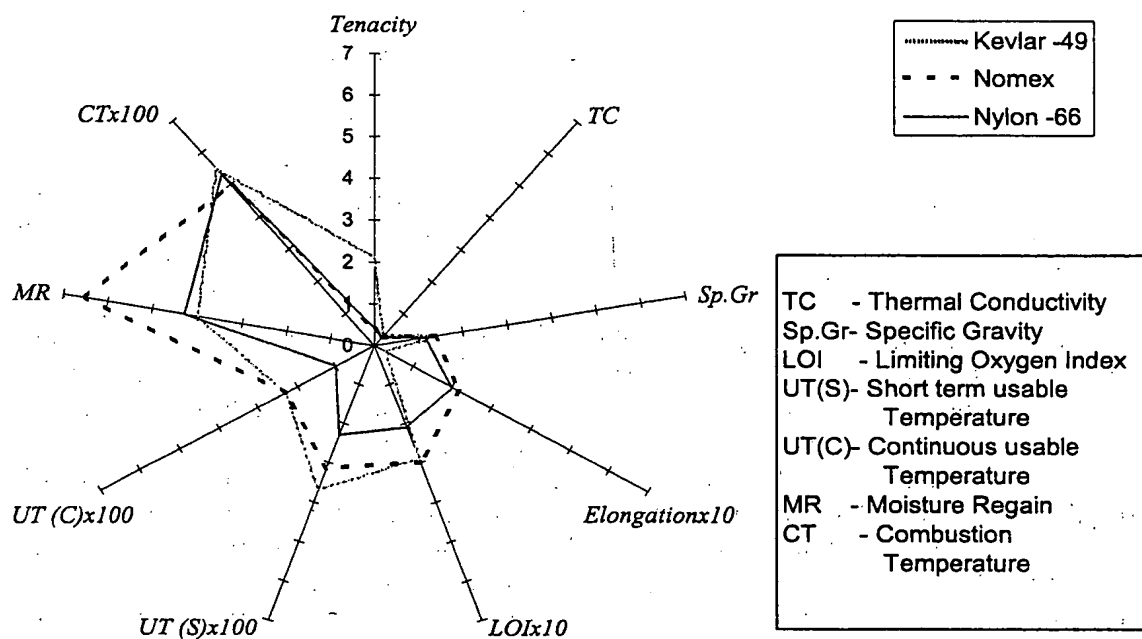 Tenacity
7
6
5
4
3
2
1
0
TC
Sp.Gr
Elongationx10
LOIx10
UT (S)x100
UT (C)x100
MR
CTx100
Kevlar -49
Nomex
Nylon -66
TC - Thermal Conductivity
Sp.Gr- Specific Gravity
LOI - Limiting Oxygen Index
UT(S)- Short term usable
Temperature
UT(C)- Continuous usable
Temperature
MR - Moisture Regain
CT - Combustion
Temperature